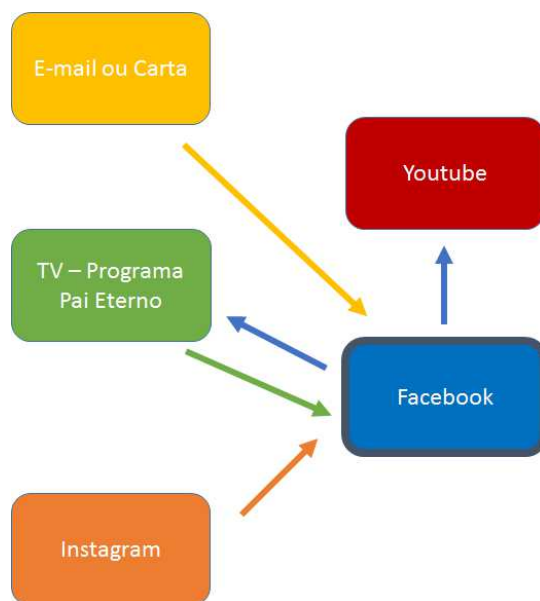 E-mail ou Carta
Youtube
TV – Programa
Pai Eterno
Facebook
Instagram